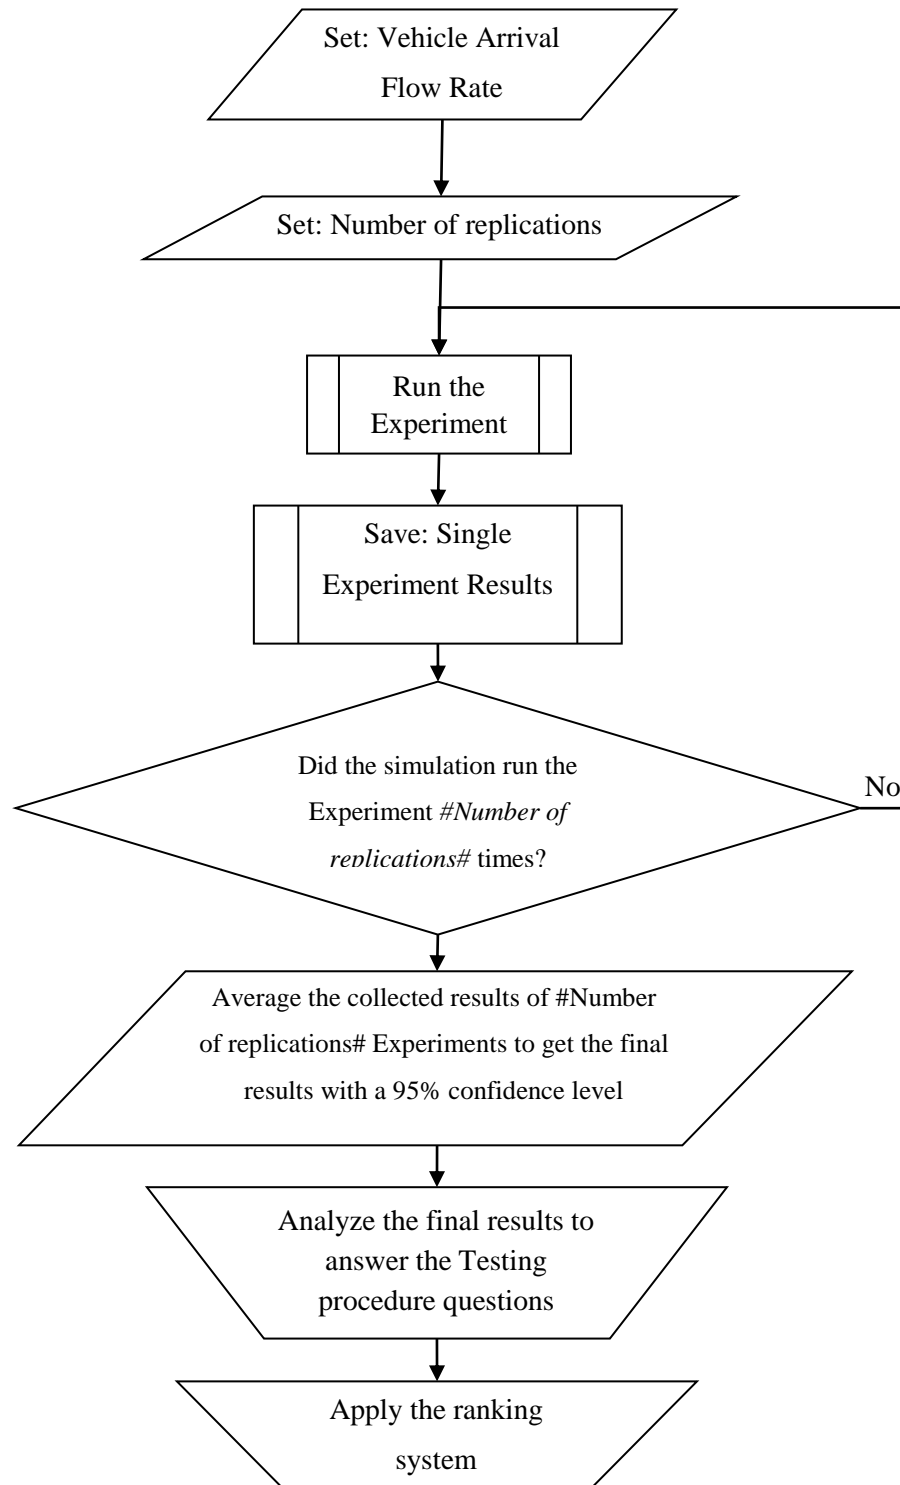 Set: Vehicle Arrival
Flow Rate
Set: Number of replications
Run the
Experiment
Save: Single
Experiment Results
Did the simulation run the
Experiment #Number of
replications# times?
No
Average the collected results of #Number
of replications# Experiments to get the final
results with a 95% confidence level
Analyze the final results to
answer the Testing
procedure questions
Apply the ranking
system